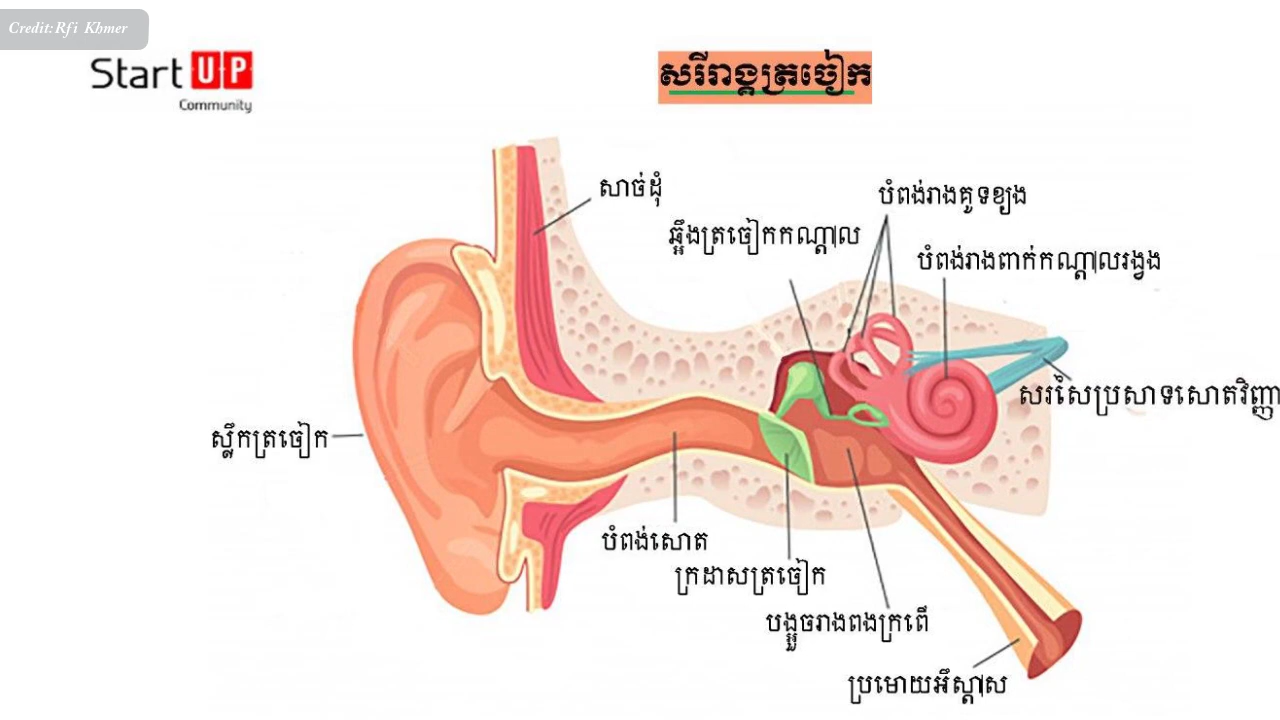 Credit:Rfi Khmer
Start UP
Community
សរីរាង្គត្រចៀក
សាច់ដុំ
បំពង់រាងគូទខ្យង
ឆ្អឹងត្រចៀកកណ្តាល
បំពង់រាងពាក់កណ្តាលរង្វង
សរសៃប្រសាទសោតវិញ្ញា
ស្លឹកត្រចៀក
បំពង់សោត
ក្រដាសត្រចៀក
បង្អួចរាងពងក្រពើ
ប្រមោយអឺស្តាស